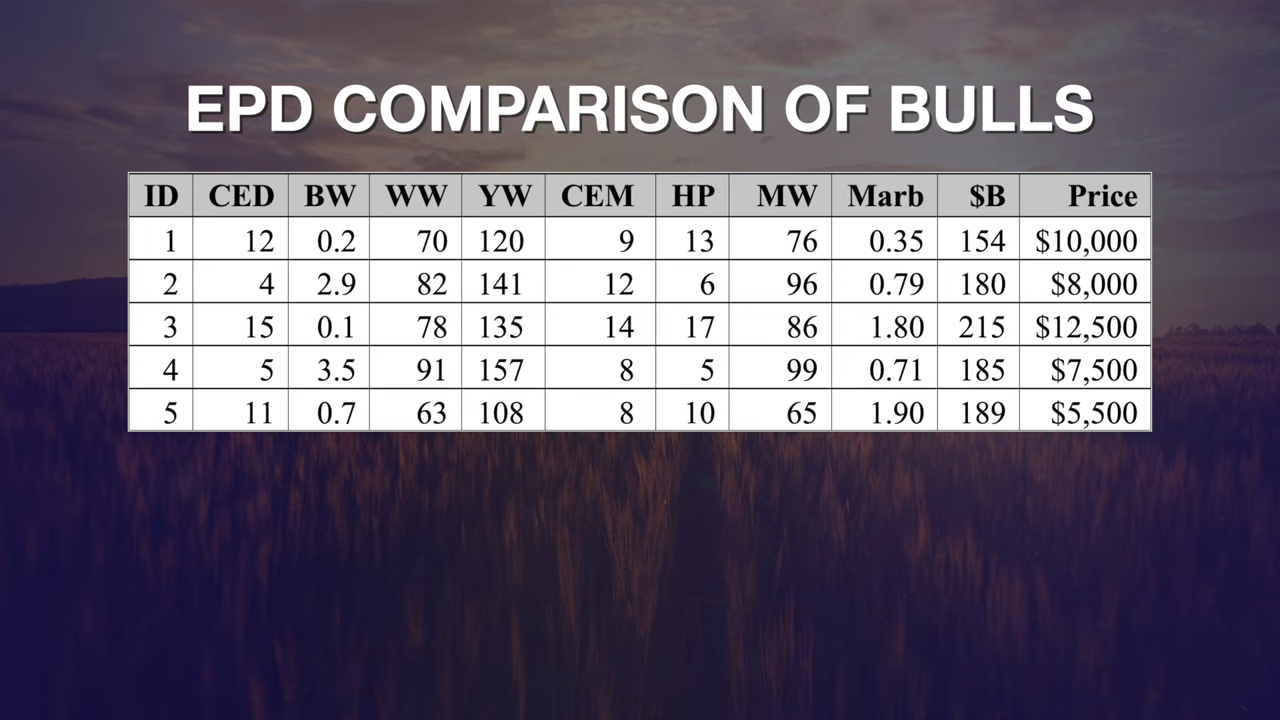 EPD COMPARISON OF BULLS
ID CED BW WW YW CEM HP MW Marb $B Price
1 12 0.2 70 120 9 13 76 0.35 154 $10,000
2 4 2.9 82 141 12 6 96 0.79 180 $8,000
3 15 0.1 78 135 14 17 86 1.80 215 $12,500
4 5 3.5 91 157 8 5 99 0.71 185 $7,500
5 11 0.7 63 108 8 10 65 1.90 189 $5,500